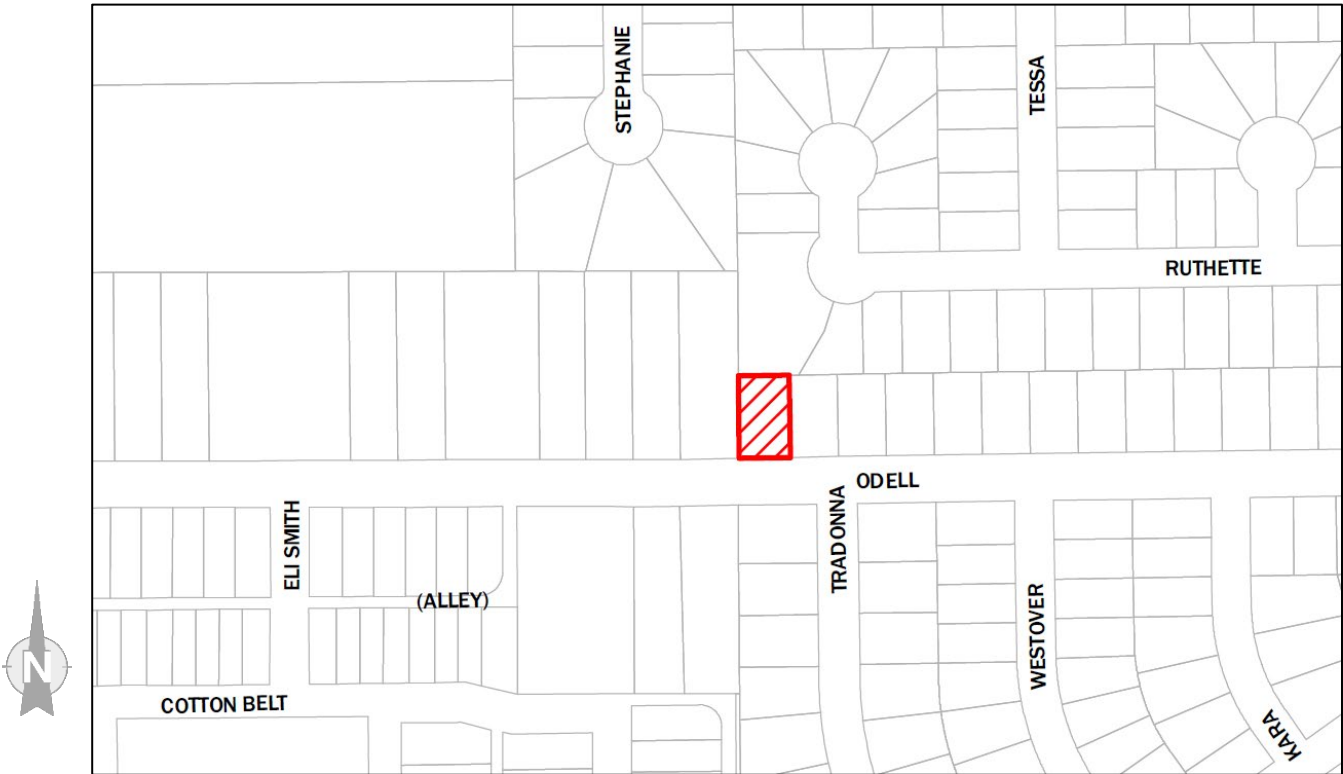 STEPHANIE
TESSA
RUTHETTE
ODELL
TRADONNA
ELI SMITH
(ALLEY)
WESTOVER
N
COTTON BELT
KARA